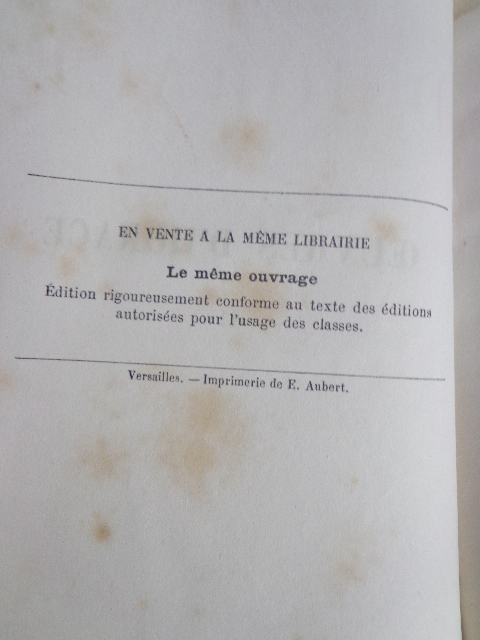 EN VENTE A LA MÊME LIBRAIRIE
Le même ouvrage
Édition rigoureusement conforme au texte des éditions
autorisées pour l'usage des classes.
Versailles. — Imprimerie de E. Aubert.